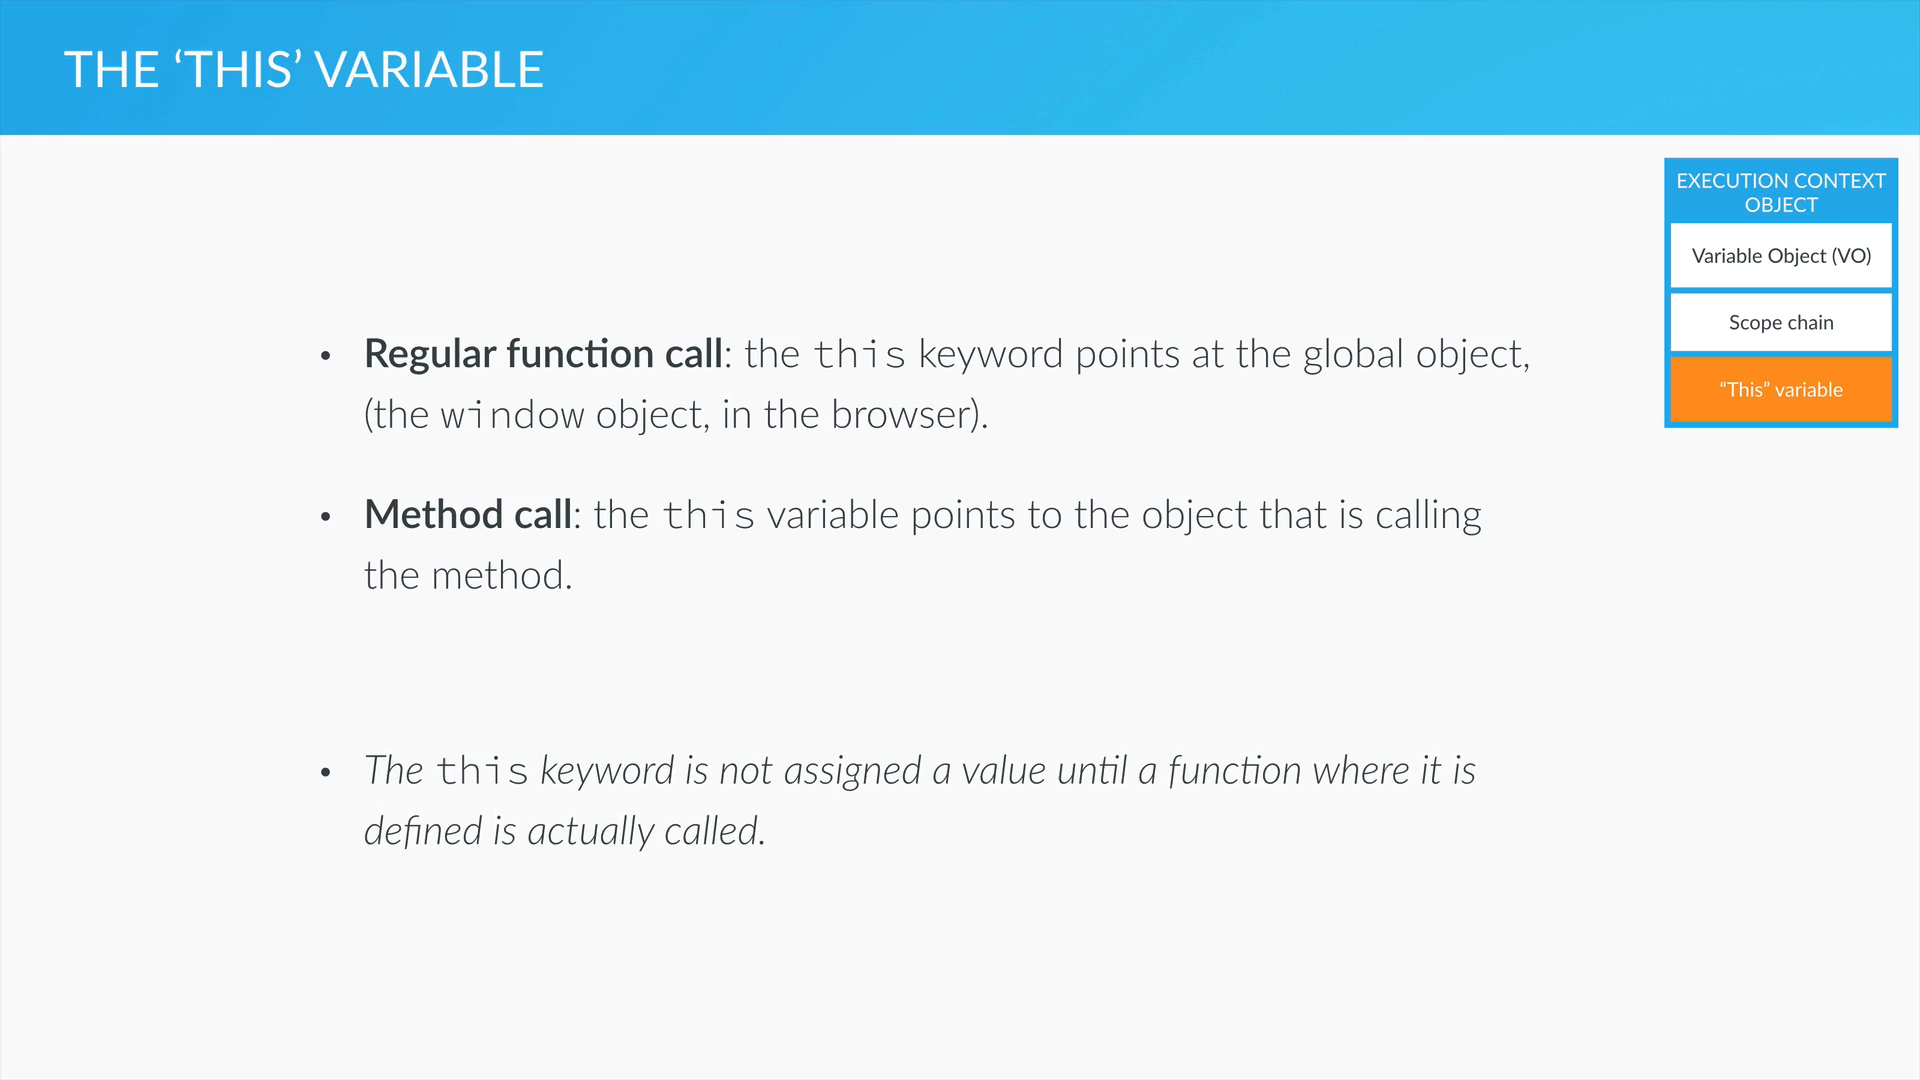 THE ‘THIS’ VARIABLE
EXECUTION CONTEXT
OBJECT
Variable Object (VO)
Scope chain
“This” variable
• Regular function call: the this keyword points at the global object,
(the window object, in the browser).
• Method call: the this variable points to the object that is calling
the method.
• The this keyword is not assigned a value until a function where it is
defined is actually called.